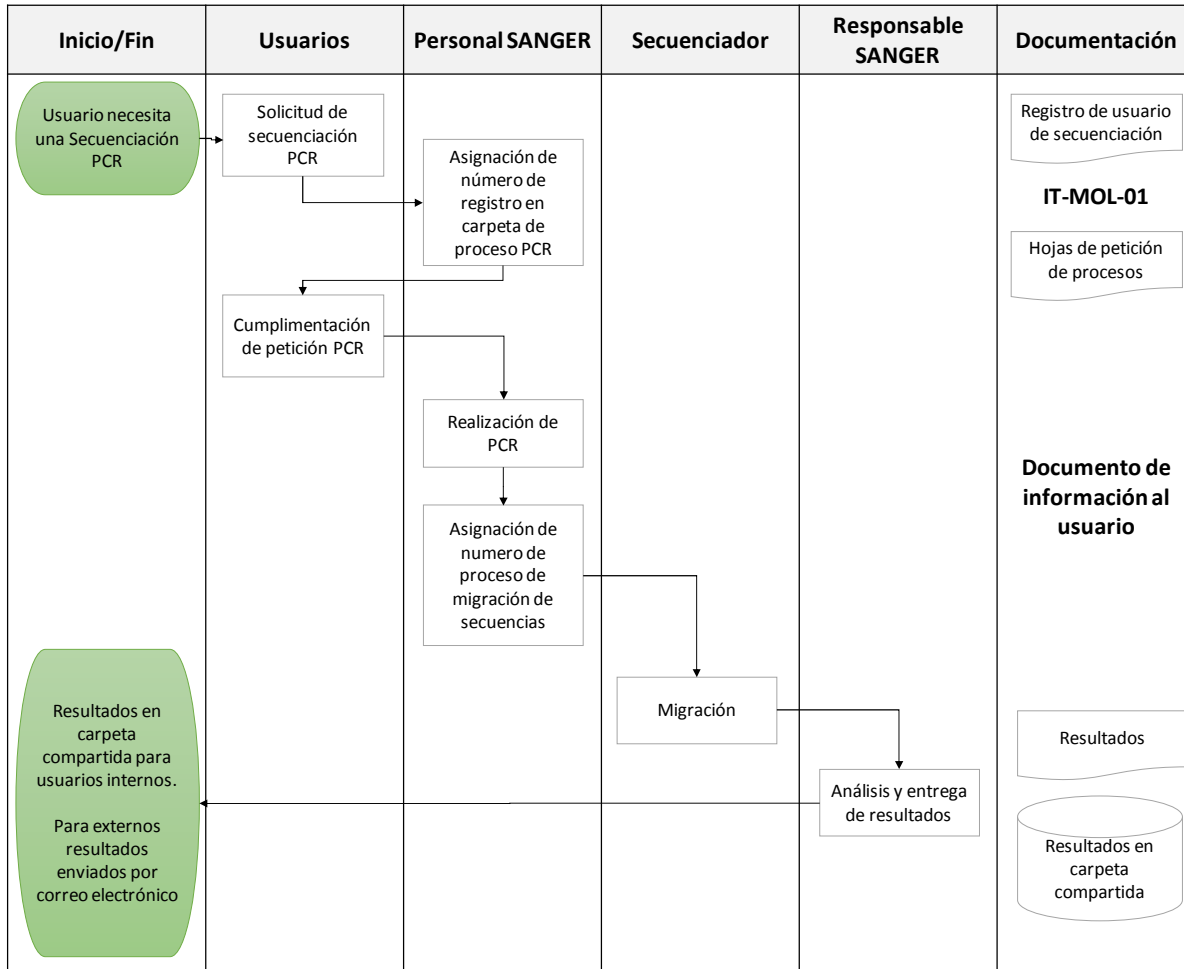 Inicio/Fin
Usuarios
Personal SANGER
Secuenciador
Responsable
SANGER
Documentación
Usuario necesita
una Secuenciación
PCR
Solicitud de
secuenciación
PCR
Asignación de
número de
registro en
carpeta de
proceso PCR
Registro de usuario
de secuenciación
IT-MOL-01
Hojas de petición
de procesos
Cumplimentación
de petición PCR
Realización de
PCR
Asignación de
numero de
proceso de
migración de
secuencias
Documento de
información al
usuario
Migración
Análisis y entrega
de resultados
Resultados en
carpeta
compartida para
usuarios internos.
Para externos
resultados
enviados por
correo electrónico
Resultados
Resultados en
carpeta
compartida